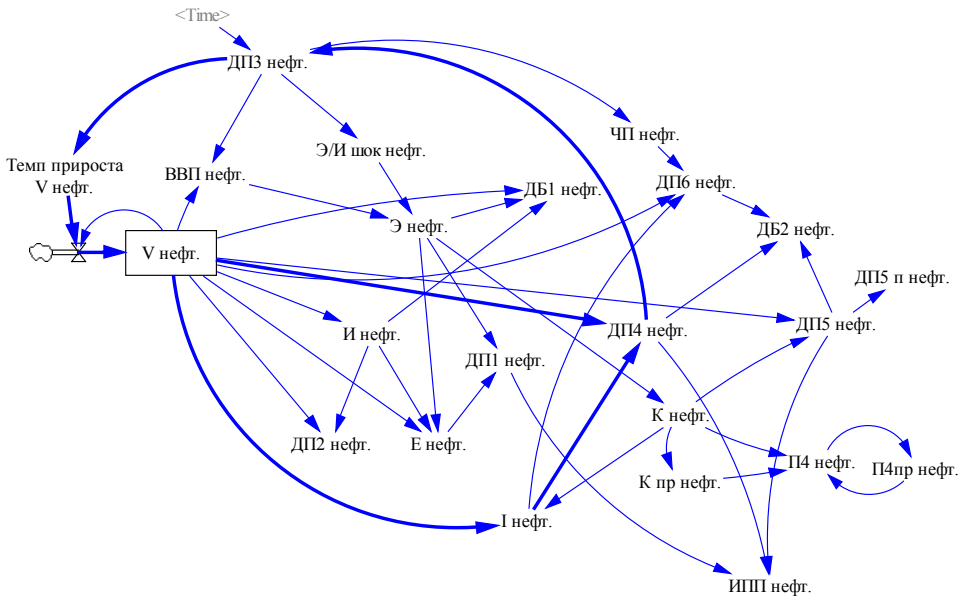 <Time>
ДП3 нефт.
ЧП нефт.
Э/И шок нефт.
Темп прироста
V нефт.
ВВП нефт.
ДП6 нефт.
ДБ1 нефт.
Э нефт.
ДБ2 нефт.
V нефт.
ДП5 п нефт.
И нефт.
ДП4 нефт.
ДП5 нефт.
ДП1 нефт.
К нефт.
ДП2 нефт.
Е нефт.
П4 нефт.
П4пр нефт.
К пр нефт.
I нефт.
ИПП нефт.